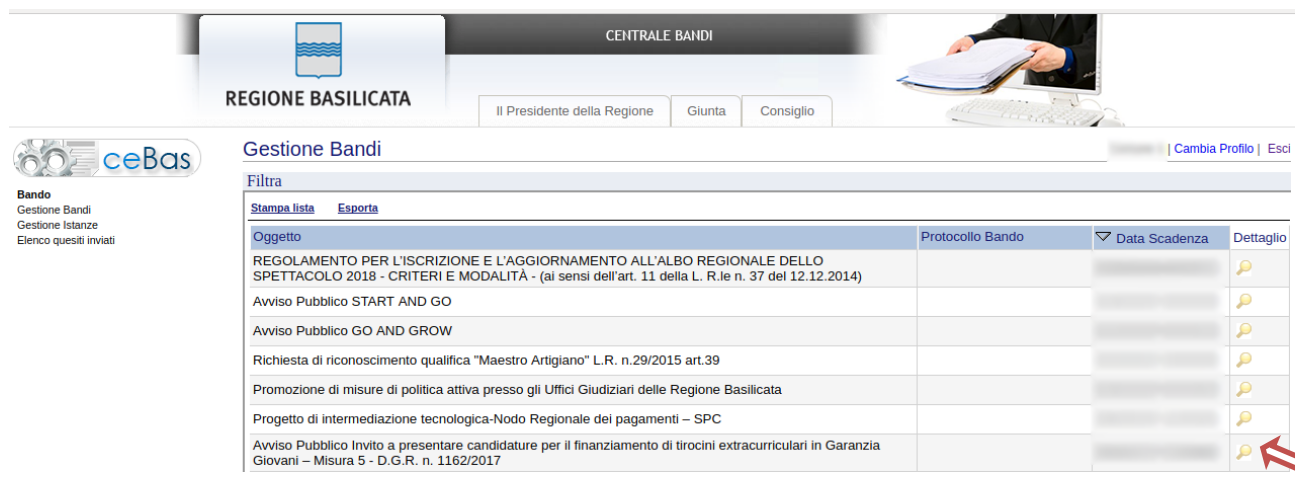 CENTRALE BANDI
REGIONE BASILICATA
Il Presidente della Regione Giunta Consiglio
ceBas
Gestione Bandi
| Cambia Profilo | Esci
Filtra
Bando
Gestione Bandi
Gestione Istanze
Elenco quesiti inviati
Stampa lista Esporta
Oggetto Protocollo Bando Data Scadenza Dettaglio
REGOLAMENTO PER L'ISCRIZIONE E L'AGGIORNAMENTO ALL'ALBO REGIONALE DELLO
SPETTACOLO 2018 - CRITERI E MODALITÀ - (ai sensi dell'art. 11 della L. R.le n. 37 del 12.12.2014)
Avviso Pubblico START AND GO
Avviso Pubblico GO AND GROW
Richiesta di riconoscimento qualifica "Maestro Artigiano" L.R. n.29/2015 art.39
Promozione di misure di politica attiva presso gli Uffici Giudiziari delle Regione Basilicata
Progetto di intermediazione tecnologica-Nodo Regionale dei pagamenti – SPC
Avviso Pubblico Invito a presentare candidature per il finanziamento di tirocini extracurriculari in Garanzia
Giovani – Misura 5 - D.G.R. n. 1162/2017